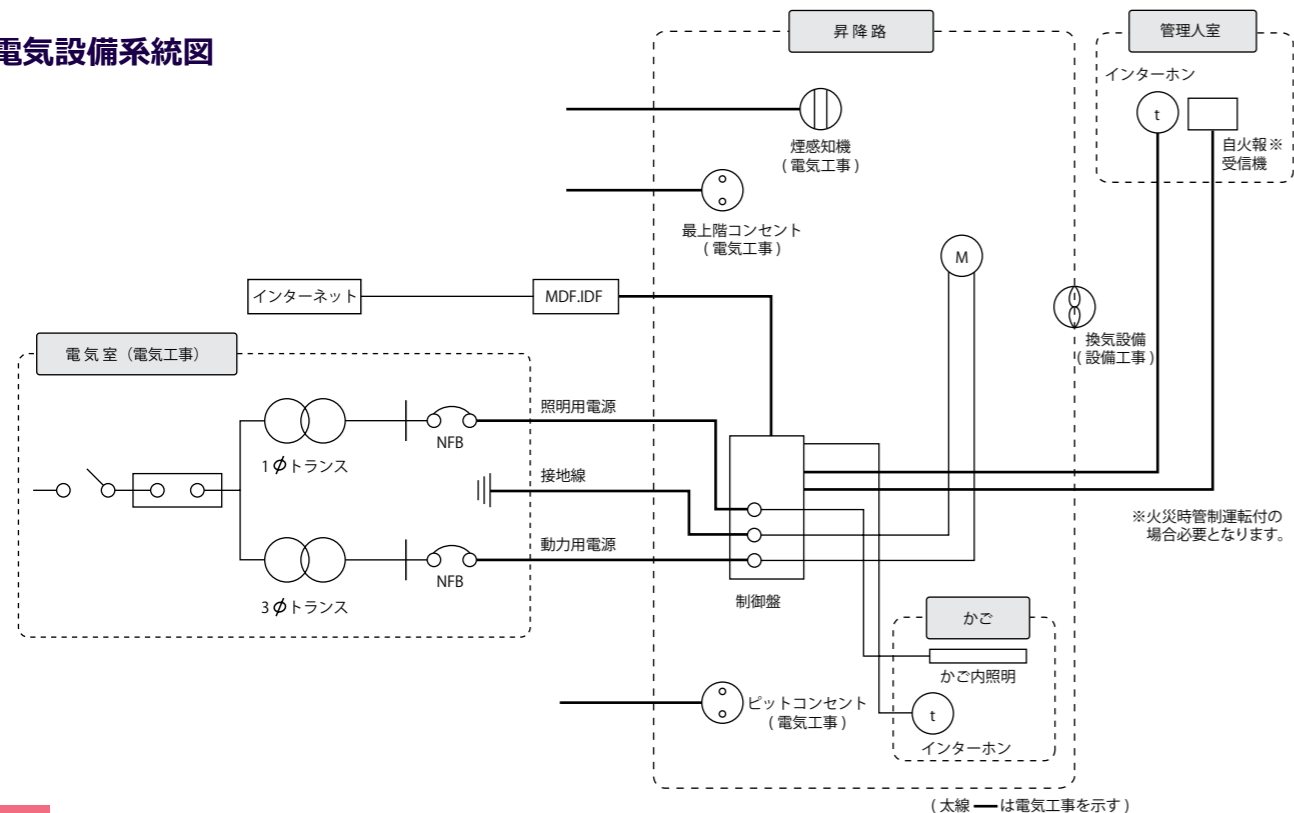 電気設備系統図
昇降路
管理人室
インターホン
t
自火報※
受信機
煙感知機
(電気工事)
最上階コンセント
(電気工事)
M
インターネット
MDF.IDF
換気設備
(設備工事)
電気室（電気工事）
照明用電源
NFB
1φトランス
接地線
※火災時管制運転付の
場合必要となります。
動力用電源
NFB
3φトランス
制御盤
かご
かご内照明
ピットコンセント
(電気工事)
t
インターホン
(太線━は電気工事を示す)